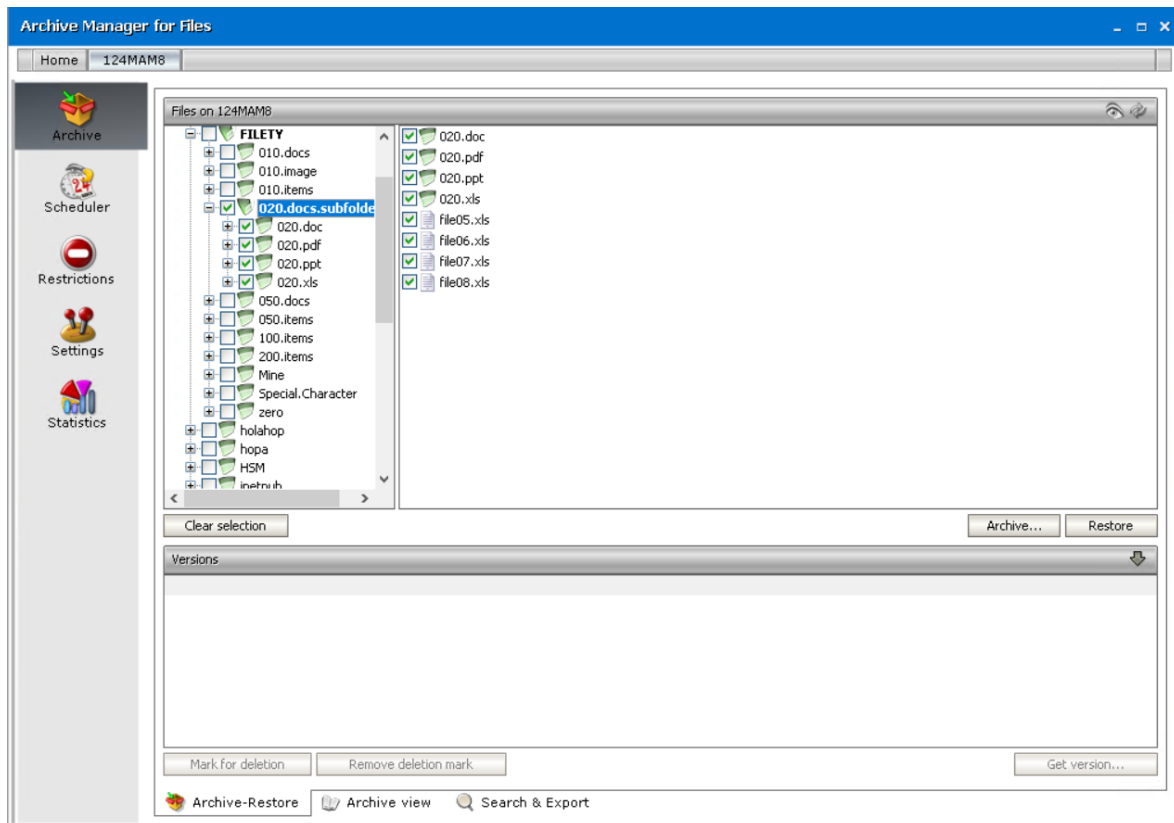 Archive Manager for Files
Home 124MAM8
Archive
Scheduler
Restrictions
Settings
Statistics
Files on 124MAM8
FILETY
010.docs
010.image
010.items
020.docs.subfolde
020.doc
020.pdf
020.ppt
020.xls
050.docs
050.items
100.items
200.items
Mine
Special.Character
zero
holahop
hopa
HSM
inetpub
020.doc
020.pdf
020.ppt
020.xls
file05.xls
file06.xls
file07.xls
file08.xls
Clear selection Archive... Restore
Versions
Mark for deletion Remove deletion mark Get version...
Archive-Restore Archive view Search & Export